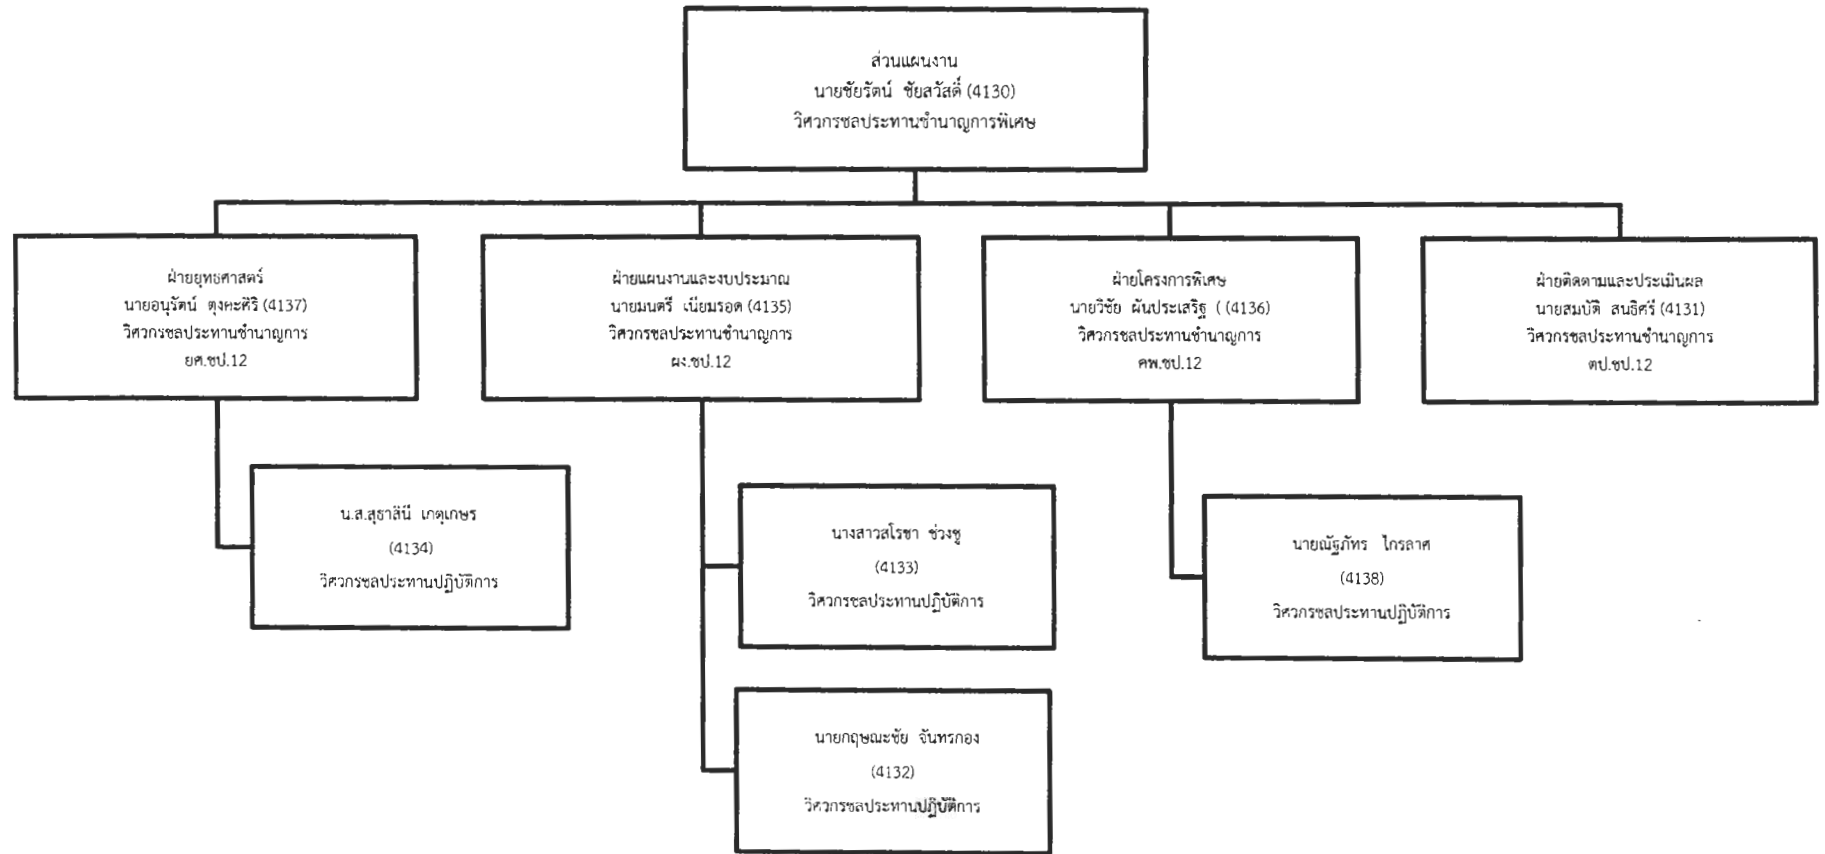 ส่วนแผนงาน
นายชัยรัตน์ ชัยสวัสดิ์ (4130)
วิศวกรชลประทานชำนาญการพิเศษ
ฝ่ายยุทธศาสตร์
นายอนุรัตน์ ตุงคะศิริ (4137)
วิศวกรชลประทานชำนาญการ
ยศ.ชป.12
ฝ่ายแผนงานและงบประมาณ
นายมนตรี เนียมรอด (4135)
วิศวกรชลประทานชำนาญการ
ผง.ชป.12
ฝ่ายโครงการพิเศษ
นายวิชัย ผันประเสริฐ ( (4136)
วิศวกรชลประทานชำนาญการ
คพ.ชป.12
ฝ่ายติดตามและประเมินผล
นายสมบัติ สนธิศรี (4131)
วิศวกรชลประทานชำนาญการ
ตป.ชป.12
น.ส.สุธาลินี เกตุเกษร
(4134)
วิศวกรชลประทานปฏิบัติการ
นางสาวสโรชา ช่วงชู
(4133)
วิศวกรชลประทานปฏิบัติการ
นายกฤษณะชัย จันทรกอง
(4132)
วิศวกรชลประทานปฏิบัติการ
นายณัฐภัทร ไกรลาศ
(4138)
วิศวกรชลประทานปฏิบัติการ